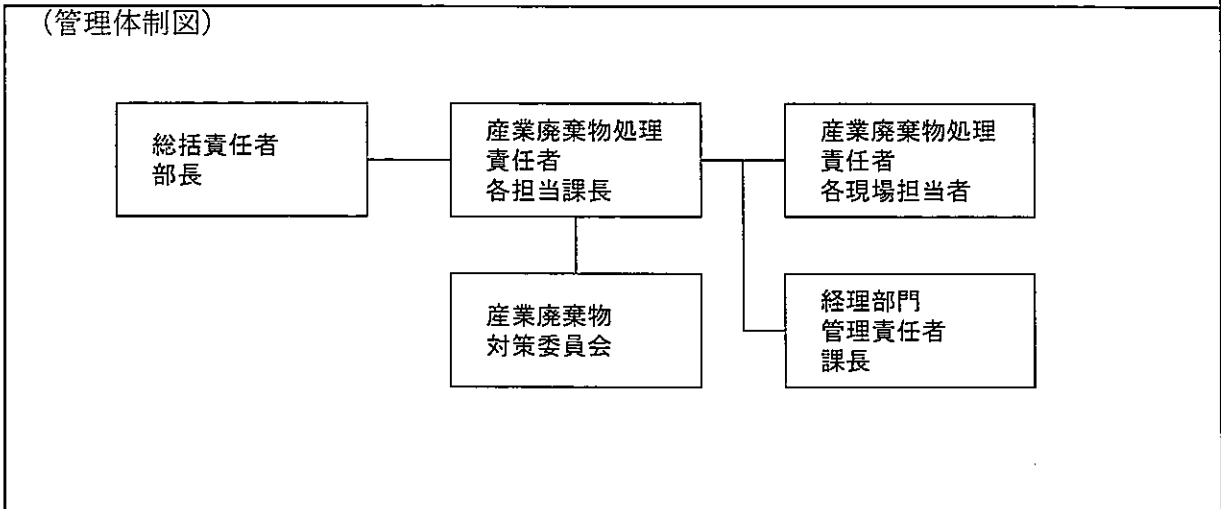 （管理体制図）
総括責任者
部長
産業廃棄物処理
責任者
各担当課長
産業廃棄物処理
責任者
各現場担当者
産業廃棄物
対策委員会
経理部門
管理責任者
課長